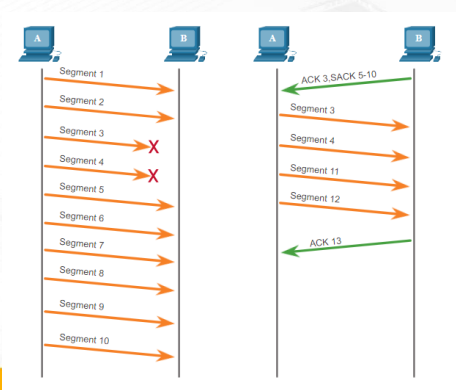 A
B
Segment 1
Segment 2
Segment 3
X
Segment 4
X
Segment 5
Segment 6
Segment 7
Segment 8
Segment 9
Segment 10
A
B
ACK 3,SACK 5-10
Segment 3
Segment 4
Segment 11
Segment 12
ACK 13